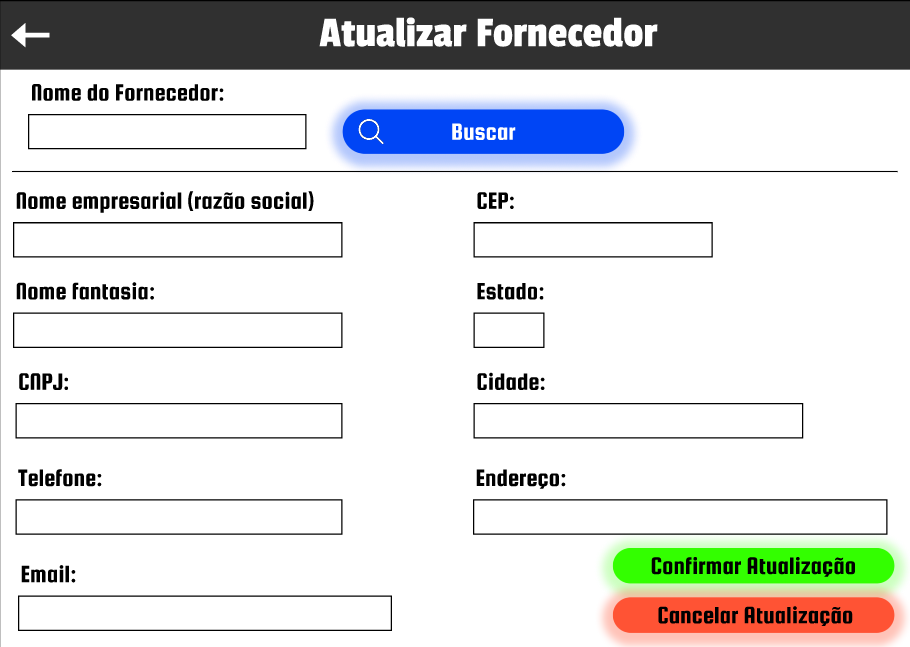 Atualizar Fornecedor
Nome do Fornecedor:
Buscar
Nome empresarial (razão social)
CEP:
Nome fantasia:
Estado:
CNPJ:
Cidade:
Telefone:
Endereço:
Email:
Confirmar Atualização
Cancelar Atualização